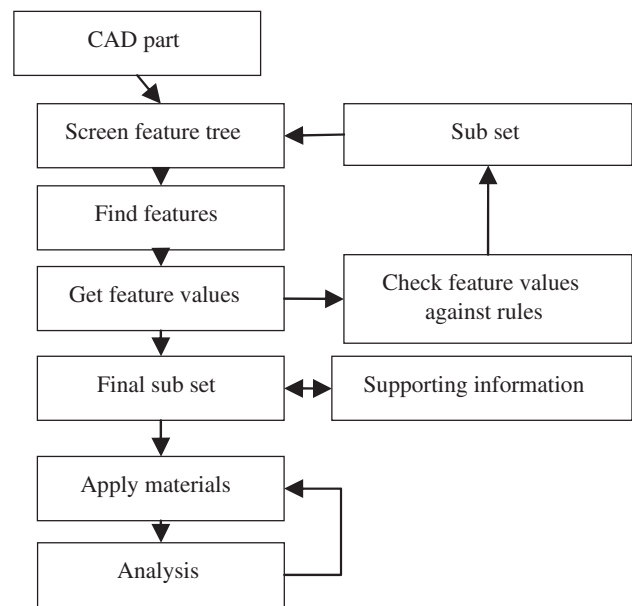 CAD part
Screen feature tree
Sub set
Find features
Get feature values
Check feature values
against rules
Final sub set
Supporting information
Apply materials
Analysis